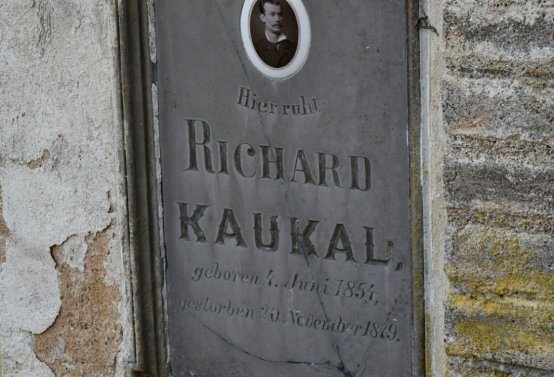 Hier ruht
RICHARD
KAUKAL,
geboren 4. Juni 1854,
gestorben 20. November 1879.